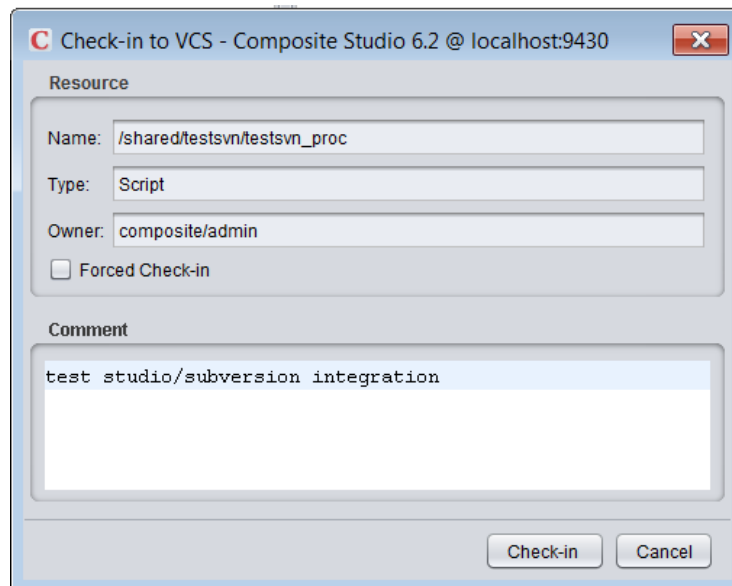 C Check-in to VCS - Composite Studio 6.2 @ localhost:9430
Resource
Name: /shared/testsvn/testsvn_proc
Type: Script
Owner: composite/admin
Forced Check-in
Comment
test studio/subversion integration
Check-in Cancel